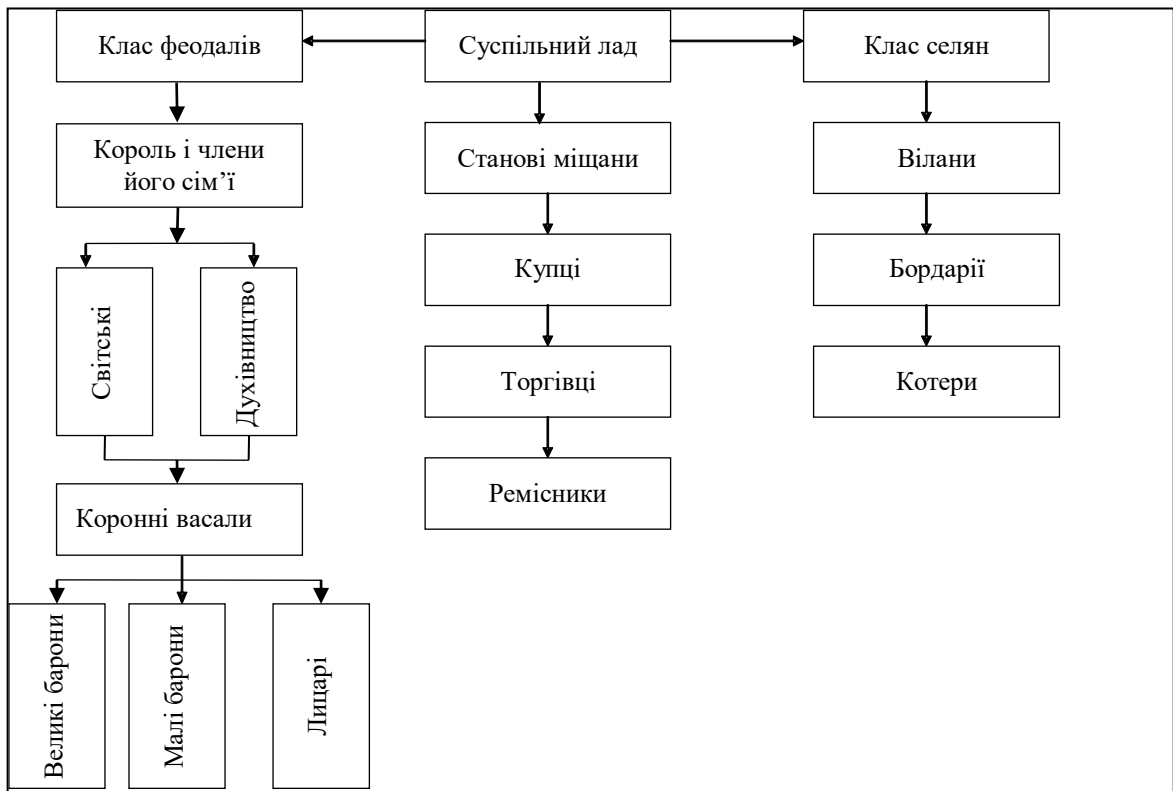 Клас феодалів
Суспільний лад
Клас селян
Король і члени
його сім’ї
Станові міщани
Вілани
Світські
Духівництво
Купці
Бордарії
Торгівці
Котери
Ремісники
Коронні васали
Великі барони
Малі барони
Лицарі